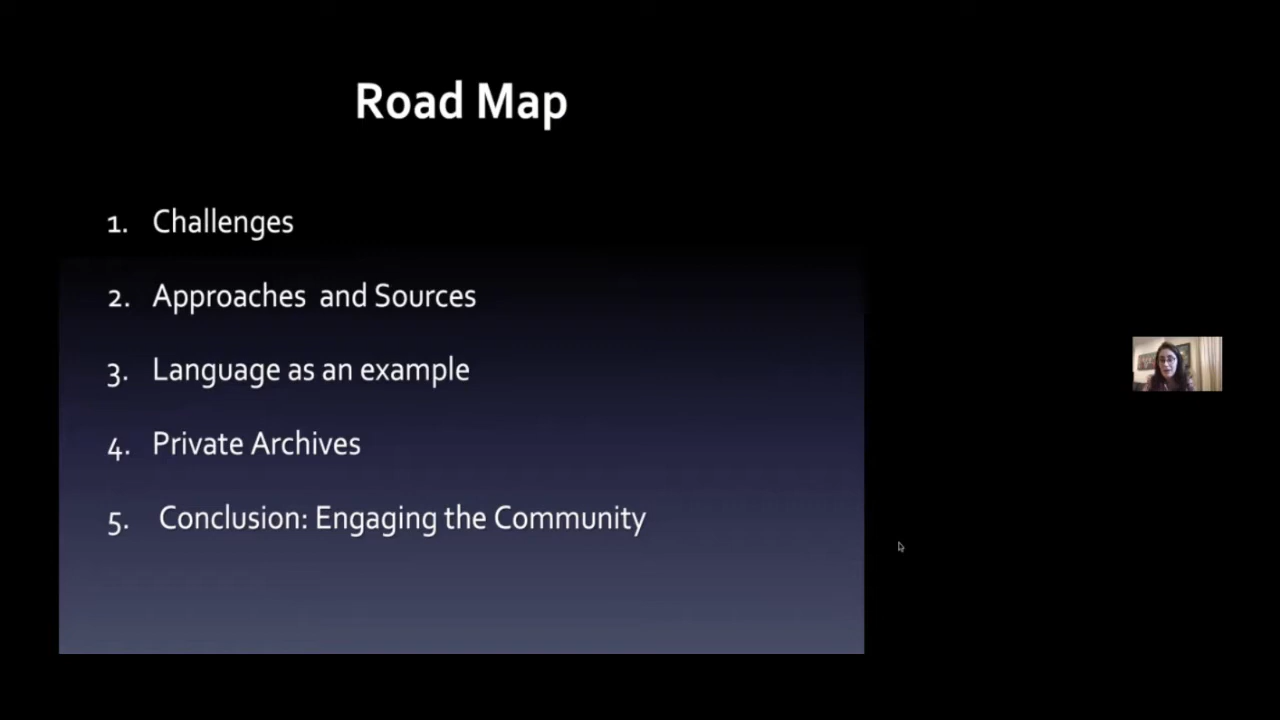 Road Map
1. Challenges
2. Approaches and Sources
3. Language as an example
4. Private Archives
5. Conclusion: Engaging the Community